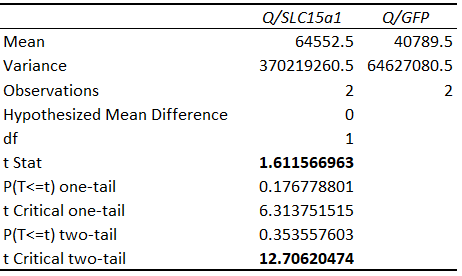 Q/SLC15a1 Q/GFP
Mean 64552.5 40789.5
Variance 370219260.5 64627080.5
Observations 2 2
Hypothesized Mean Difference 0
df 1
t Stat 1.611566963
P(T<=t) one-tail 0.176778801
t Critical one-tail 6.313751515
P(T<=t) two-tail 0.353557603
t Critical two-tail 12.70620474